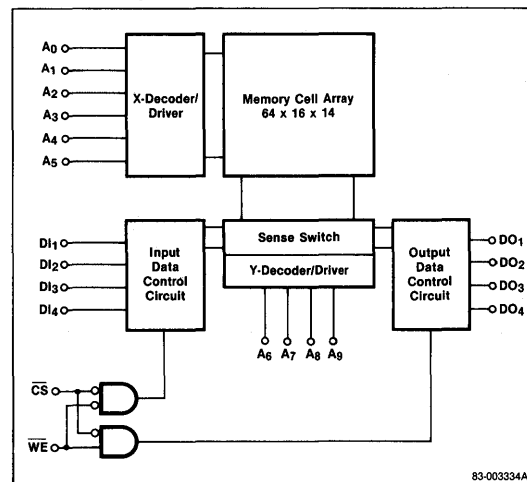 A0
A1
A2
A3
A4
A5
X-Decoder/
Driver
Memory Cell Array
64 x 16 x 14
DI1
DI2
DI3
DI4
Input
Data
Control
Circuit
Sense Switch
Y-Decoder/Driver
Output
Data
Control
Circuit
DO1
DO2
DO3
DO4
A6 A7 A8 A9
C̅S̅
W̅E̅
83-003334A